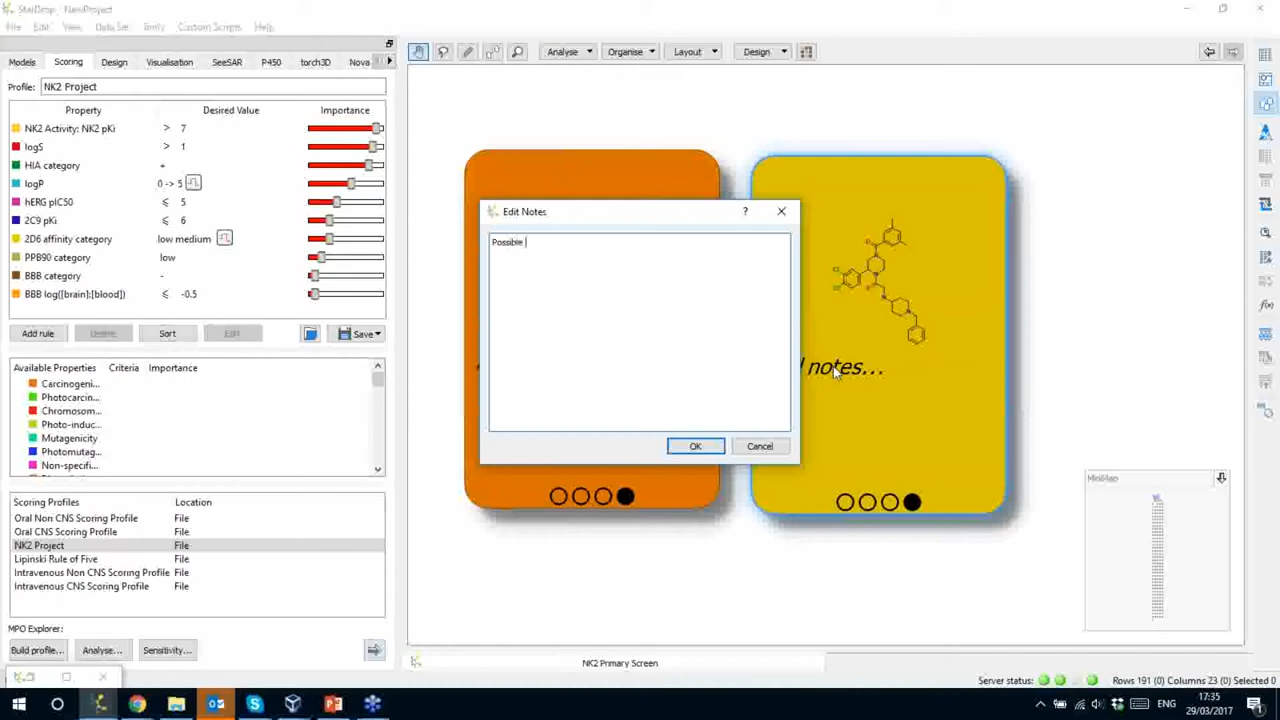 StarDrop - NewProject
File Edit View Data Set Tools Custom Scripts Help
Models Scoring Design Visualisation SeeSAR P450 torch3D Nova
Analyse Organise Layout Design
Profile: NK2 Project
Property Desired Value Importance
NK2 Activity: NK2 pKi > 7
logS > 1
HIA category +
logP 0 -> 5
hERG pIC50 ≤ 5
2C9 pKi ≤ 6
2D6 affinity category low medium
PPB90 category low
BBB category -
BBB log([brain]:[blood]) ≤ -0.5
Add rule Delete Sort Edit Save
Available Properties Criteria Importance
Carcinogeni...
Photocarcin...
Chromosom...
Photo-induc...
Mutagenicity
Photomutag...
Non-specifi...
Scoring Profiles Location
Oral Non CNS Scoring Profile File
Oral CNS Scoring Profile File
NK2 Project File
Lipinski Rule of Five File
Intravenous Non CNS Scoring Profile File
Intravenous CNS Scoring Profile File
MPO Explorer:
Build profile... Analyse... Sensitivity...
Edit Notes ?
Possible
OK Cancel
notes...
MiniMap
NK2 Primary Screen
Server status: Rows 191 (0) Columns 23 (0) Selected 0
ENG
17:35
29/03/2017